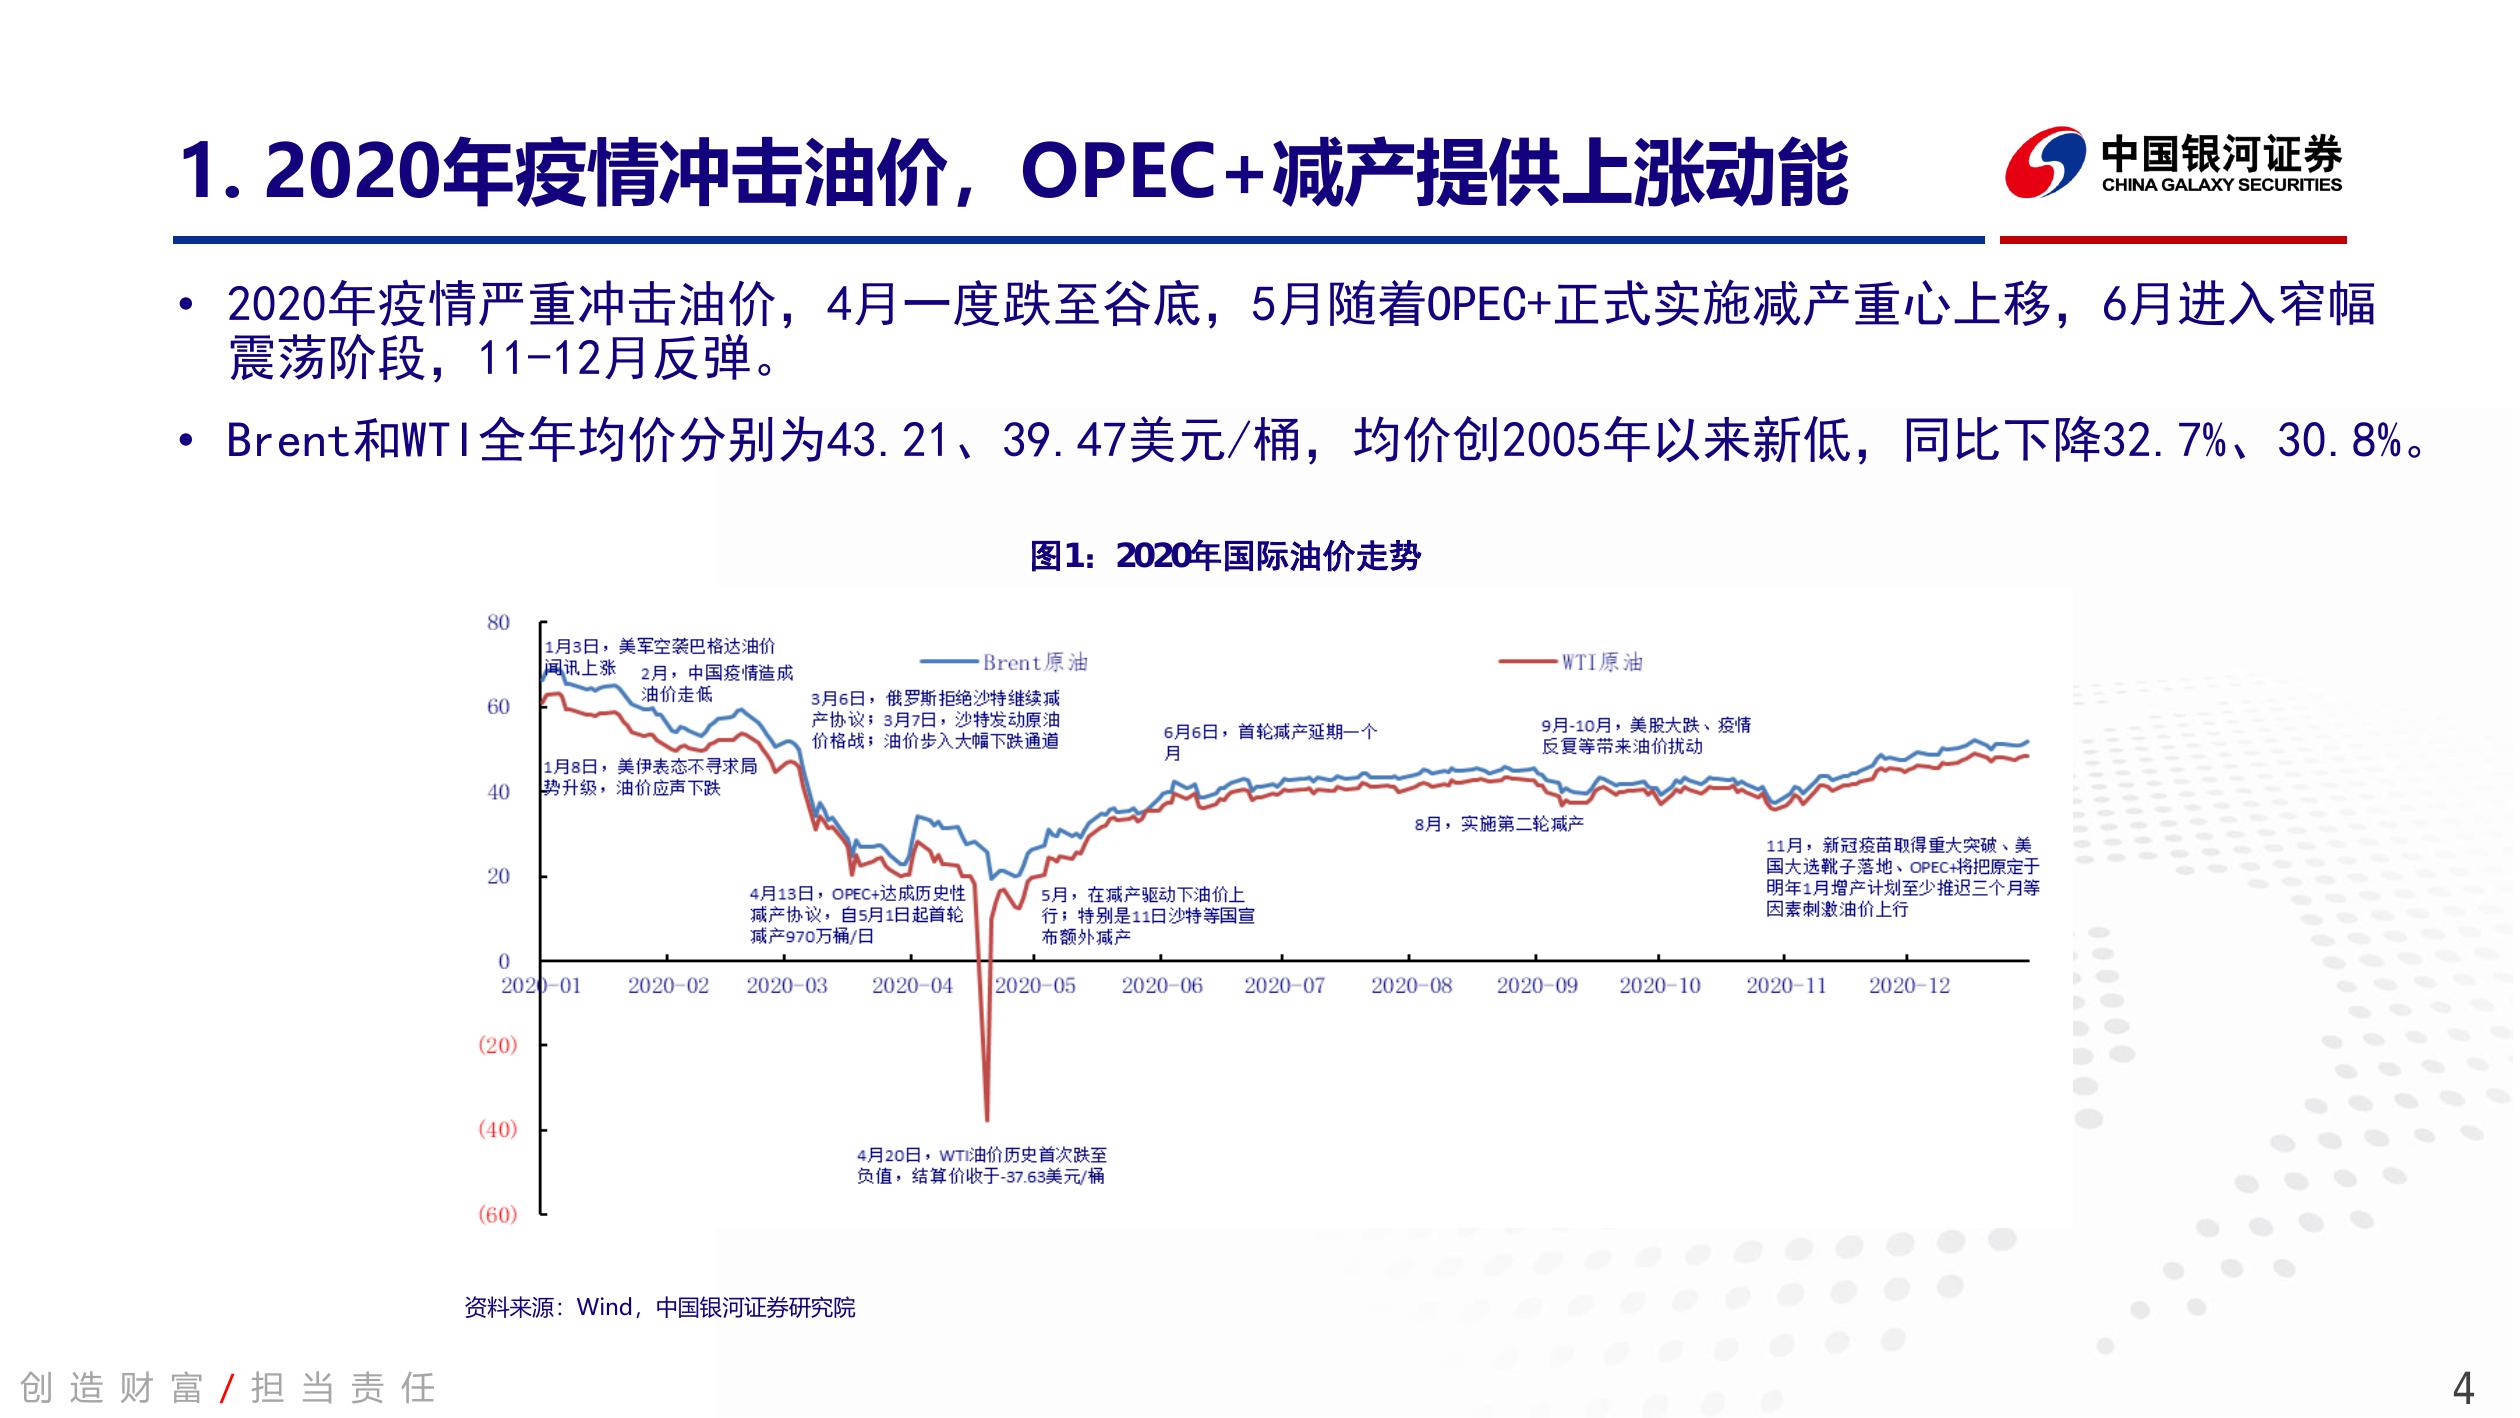 1. 2020年疫情冲击油价，OPEC+减产提供上涨动能
中国银河证券
CHINA GALAXY SECURITIES
• 2020年疫情严重冲击油价，4月一度跌至谷底，5月随着OPEC+正式实施减产重心上移，6月进入窄幅
震荡阶段，11-12月反弹。
• Brent和WTI全年均价分别为43.21、39.47美元/桶，均价创2005年以来新低，同比下降32.7%、30.8%。
图1：2020年国际油价走势
80
60
40
20
0
(20)
(40)
(60)
1月3日，美军空袭巴格达油价
闻讯上涨
2月，中国疫情造成
油价走低
Brent原油
WTI原油
3月6日，俄罗斯拒绝沙特继续减
产协议；3月7日，沙特发动原油
价格战；油价步入大幅下跌通道
6月6日，首轮减产延期一个
月
9月-10月，美股大跌、疫情
反复等带来油价扰动
1月8日，美伊表态不寻求局
势升级，油价应声下跌
8月，实施第二轮减产
11月，新冠疫苗取得重大突破、美
国大选靴子落地、OPEC+将把原定于
明年1月增产计划至少推迟三个月等
因素刺激油价上行
4月13日，OPEC+达成历史性
减产协议，自5月1日起首轮
减产970万桶/日
5月，在减产驱动下油价上
行；特别是11日沙特等国宣
布额外减产
2020-01 2020-02 2020-03 2020-04 2020-05 2020-06 2020-07 2020-08 2020-09 2020-10 2020-11 2020-12
4月20日，WTI油价历史首次跌至
负值，结算价收于-37.63美元/桶
资料来源：Wind，中国银河证券研究院
创造财富/担当责任
4